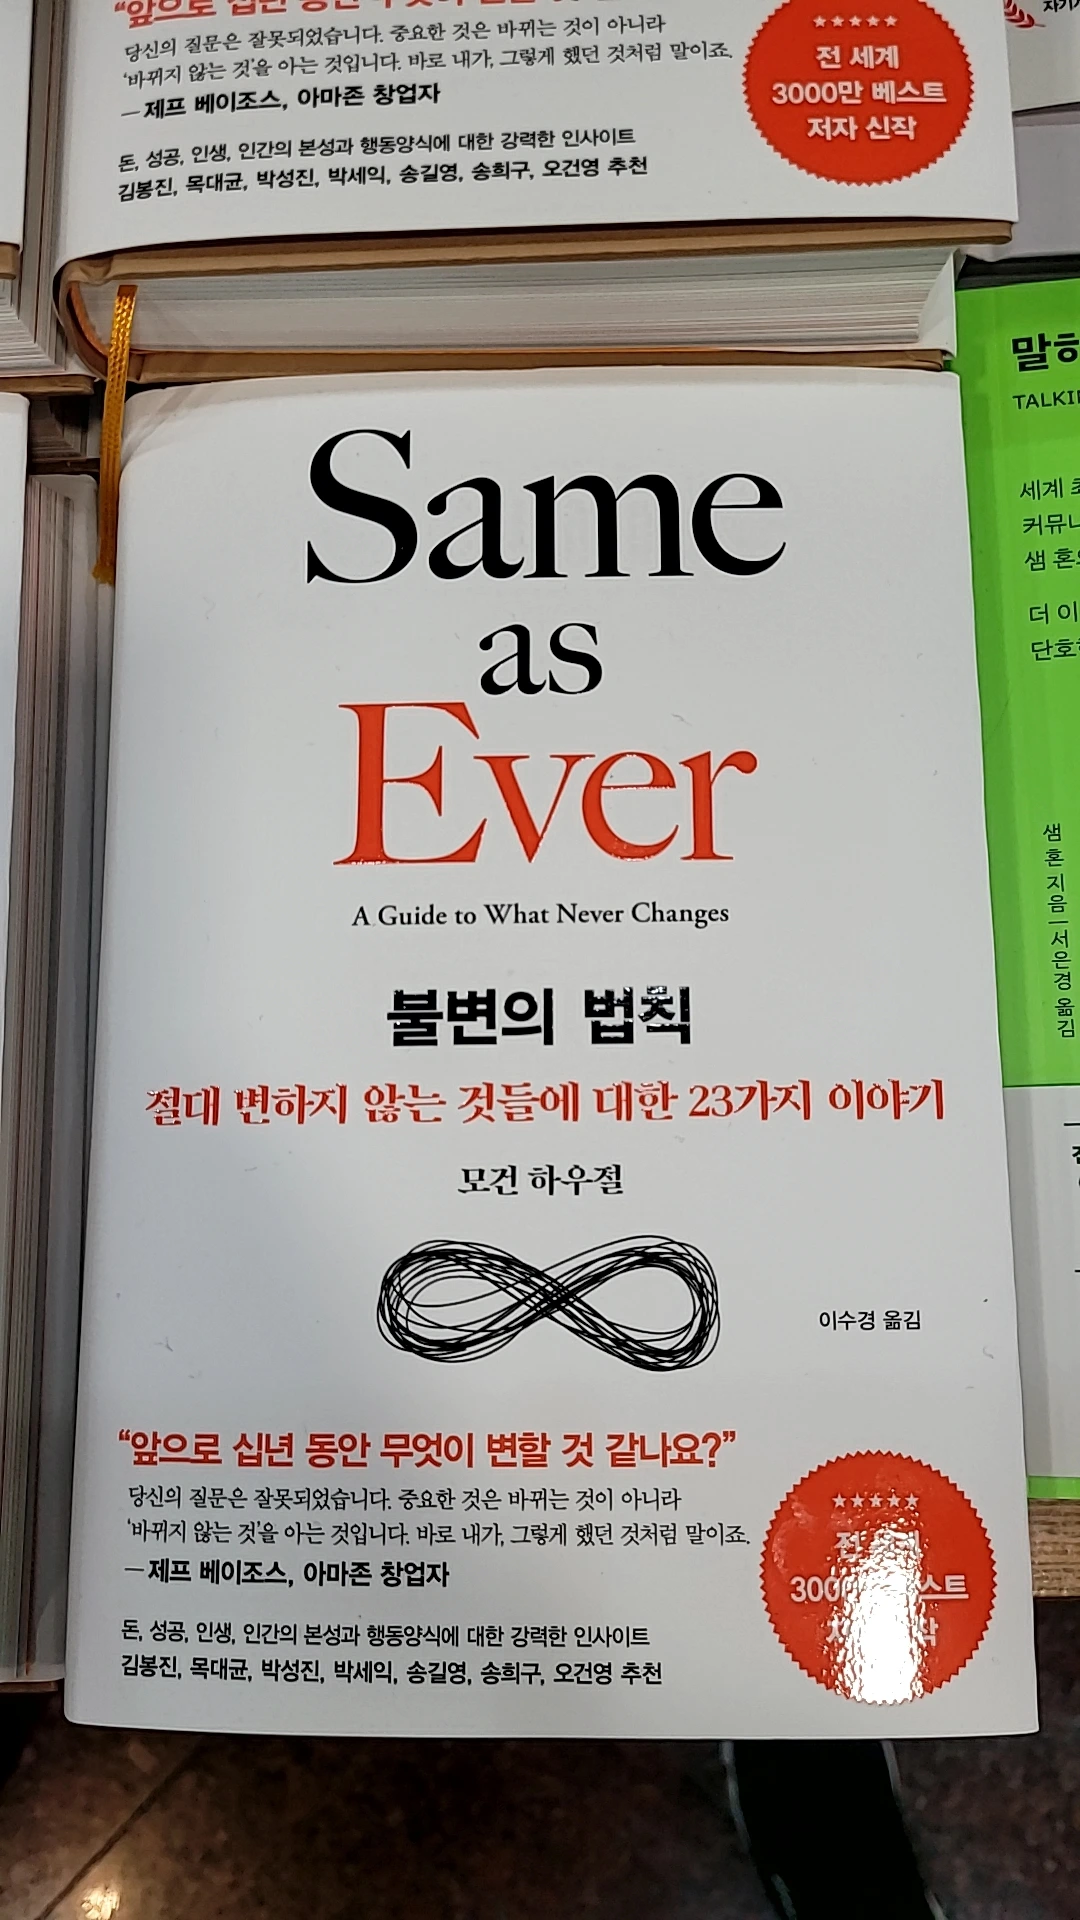 당신의 질문은 잘못되었습니다. 중요한 것은 바뀌는 것이 아니라
'바뀌지 않는 것'을 아는 것입니다. 바로 내가, 그렇게 했던 것처럼 말이죠.
—제프 베이조스, 아마존 창업자
돈, 성공, 인생, 인간의 본성과 행동양식에 대한 강력한 인사이트
김봉진, 목대균, 박성진, 박세익, 송길영, 송희구, 오건영 추천
★★★★★
전 세계
3000만 베스트
저자 신작
Same
as
Ever
A Guide to What Never Changes
불변의 법칙
절대 변하지 않는 것들에 대한 23가지 이야기
모건 하우절
이수경 옮김
“앞으로 십년 동안 무엇이 변할 것 같나요?”
당신의 질문은 잘못되었습니다. 중요한 것은 바뀌는 것이 아니라
'바뀌지 않는 것'을 아는 것입니다. 바로 내가, 그렇게 했던 것처럼 말이죠.
—제프 베이조스, 아마존 창업자
돈, 성공, 인생, 인간의 본성과 행동양식에 대한 강력한 인사이트
김봉진, 목대균, 박성진, 박세익, 송길영, 송희구, 오건영 추천
★★★★★
세계
커뮤니
샘 혼
더 이
단호
샘 혼 지음 | 서은경 옮김